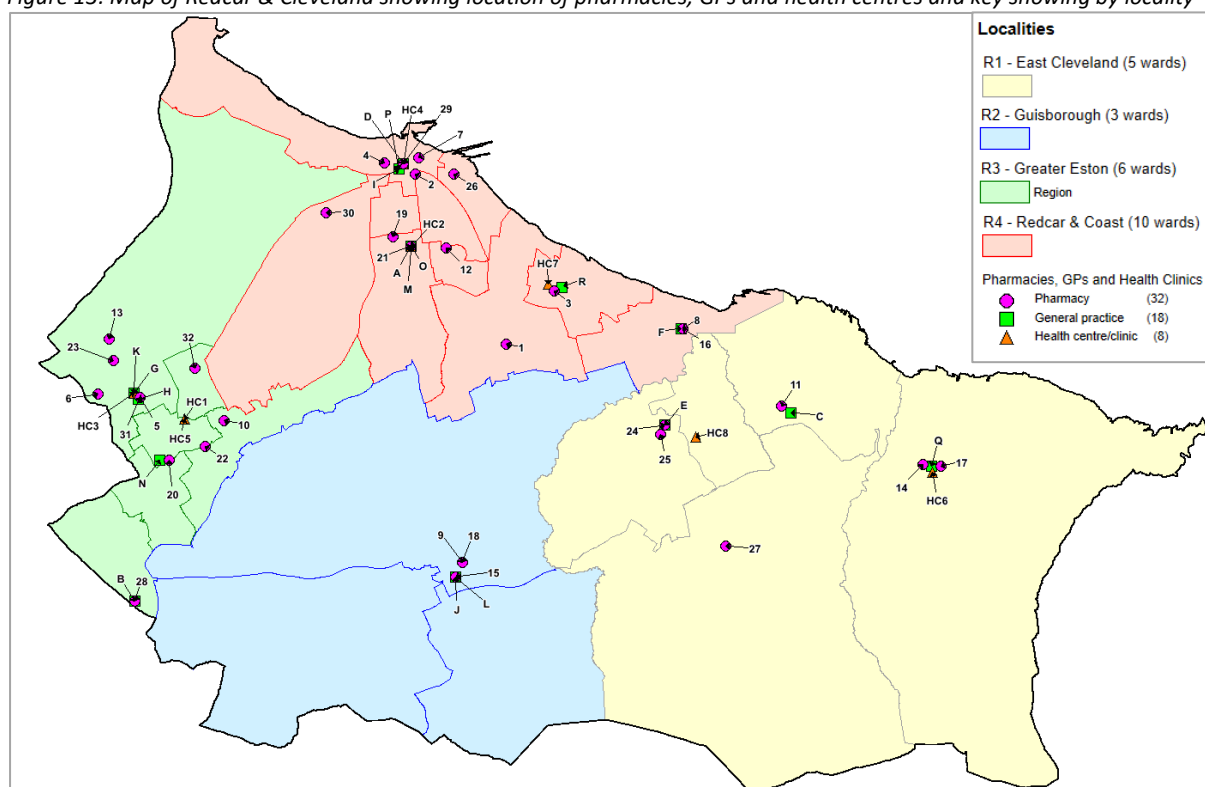 Figure 13: Map of Redcar & Cleveland showing location of pharmacies, GPs and health centres and key showing by locality
Localities
R1 - East Cleveland (5 wards)
R2 - Guisborough (3 wards)
R3 - Greater Eston (6 wards)
Region
R4 - Redcar & Coast (10 wards)
Pharmacies, GPs and Health Clinics
Pharmacy (32)
General practice (18)
Health centre/clinic (8)
D
P
HC4
29
7
4
I
2
26
30
19
HC2
21
A
O
M
12
HC7
R
3
F
8
16
1
13
23
32
K
G
H
6
HC3
31
5
HC1
HC5
10
22
N
20
B
28
9
18
15
J
L
11
C
E
24
25
HC8
Q
14
17
HC6
27